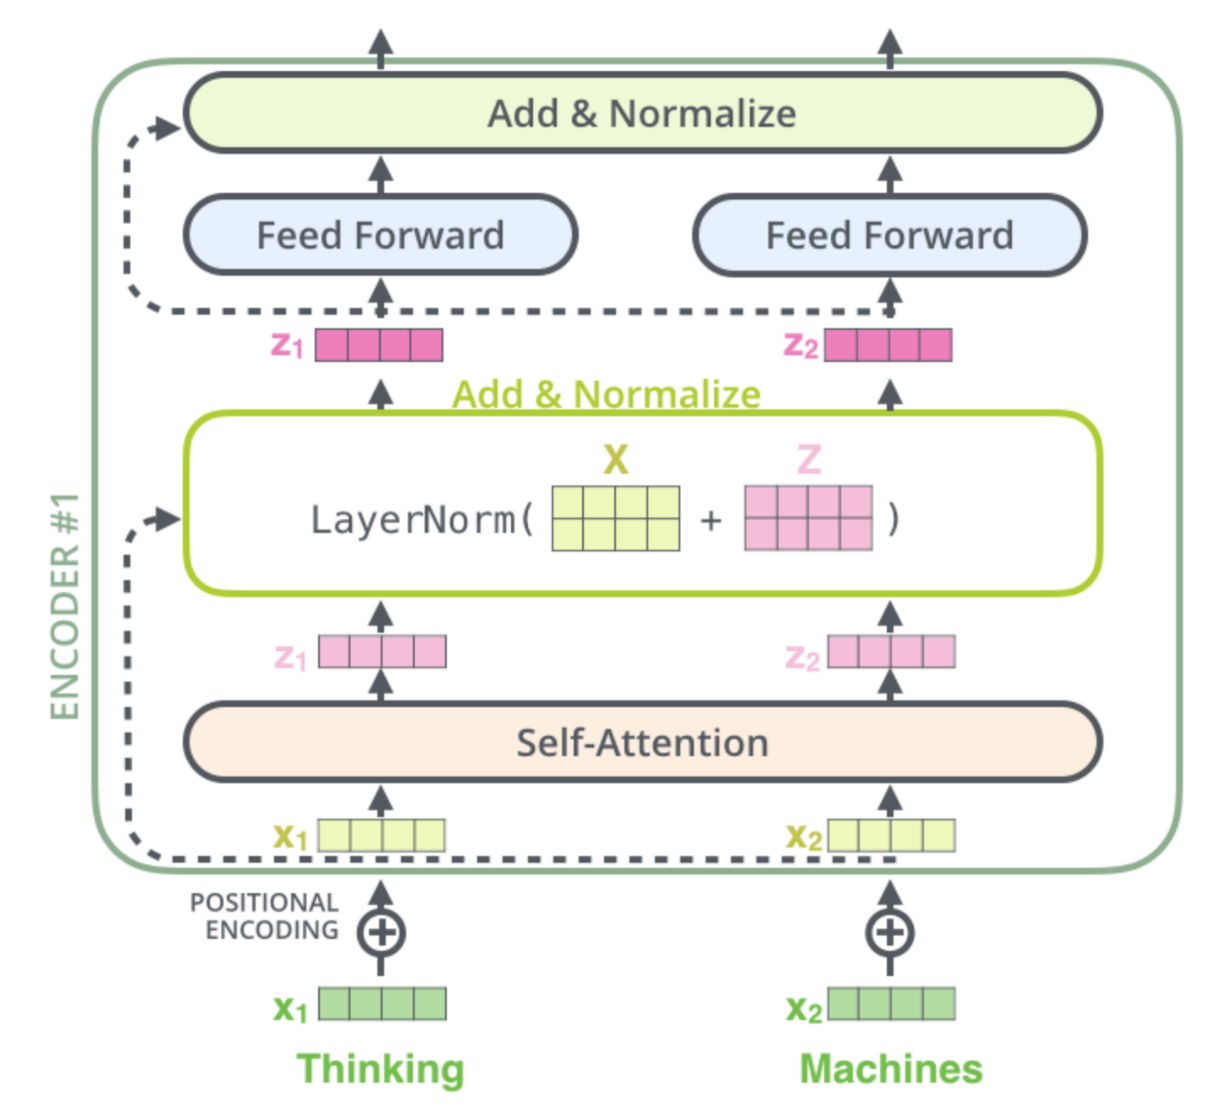 Add & Normalize
Feed Forward Feed Forward
z1 z2
Add & Normalize
X Z
LayerNorm( + )
ENCODER #1
z1 z2
Self-Attention
x1 x2
POSITIONAL
ENCODING
x1 x2
Thinking Machines